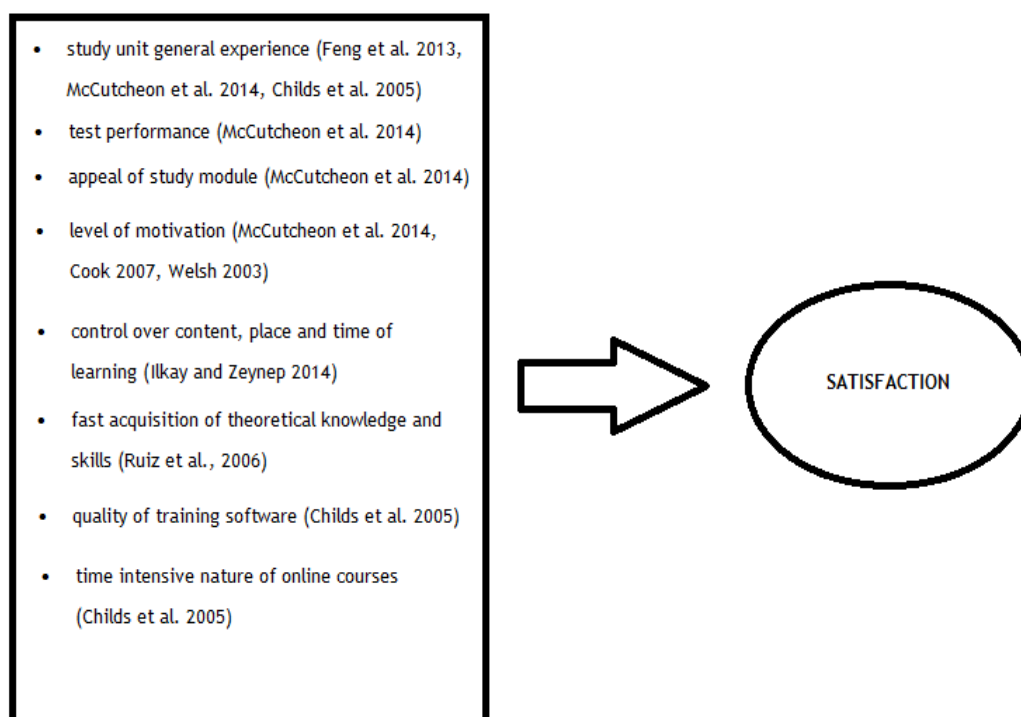 • study unit general experience (Feng et al. 2013,
McCutcheon et al. 2014, Childs et al. 2005)
• test performance (McCutcheon et al. 2014)
• appeal of study module (McCutcheon et al. 2014)
• level of motivation (McCutcheon et al. 2014,
Cook 2007, Welsh 2003)
• control over content, place and time of
learning (Ilkay and Zeynep 2014)
• fast acquisition of theoretical knowledge and
skills (Ruiz et al., 2006)
• quality of training software (Childs et al. 2005)
• time intensive nature of online courses
(Childs et al. 2005)
SATISFACTION